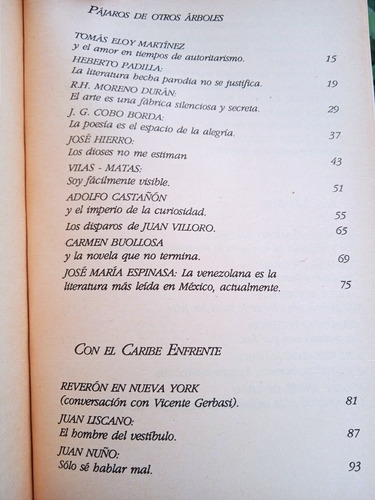 PÁJAROS DE OTROS ÁRBOLES
TOMÁS ELOY MARTÍNEZ
y el amor en tiempos de autoritarismo. 15
HEBERTO PADILLA:
La literatura hecha parodia no se justifica. 19
R.H. MORENO DURÁN:
El arte es una fábrica silenciosa y secreta. 29
J. G. COBO BORDA:
La poesía es el espacio de la alegría. 37
JOSÉ HIERRO:
Los dioses no me estiman 43
VILAS - MATAS:
Soy fácilmente visible. 51
ADOLFO CASTAÑÓN
y el imperio de la curiosidad. 55
Los disparos de JUAN VILLORO. 65
CARMEN BUOLLOSA
y la novela que no termina. 69
JOSÉ MARÍA ESPINASA: La venezolana es la
literatura más leída en México, actualmente. 75
CON EL CARIBE ENFRENTE
REVERÓN EN NUEVA YORK
(conversación con Vicente Gerbasi). 81
JUAN LISCANO:
El hombre del vestíbulo. 87
JUAN NUÑO:
Sólo sé hablar mal. 93